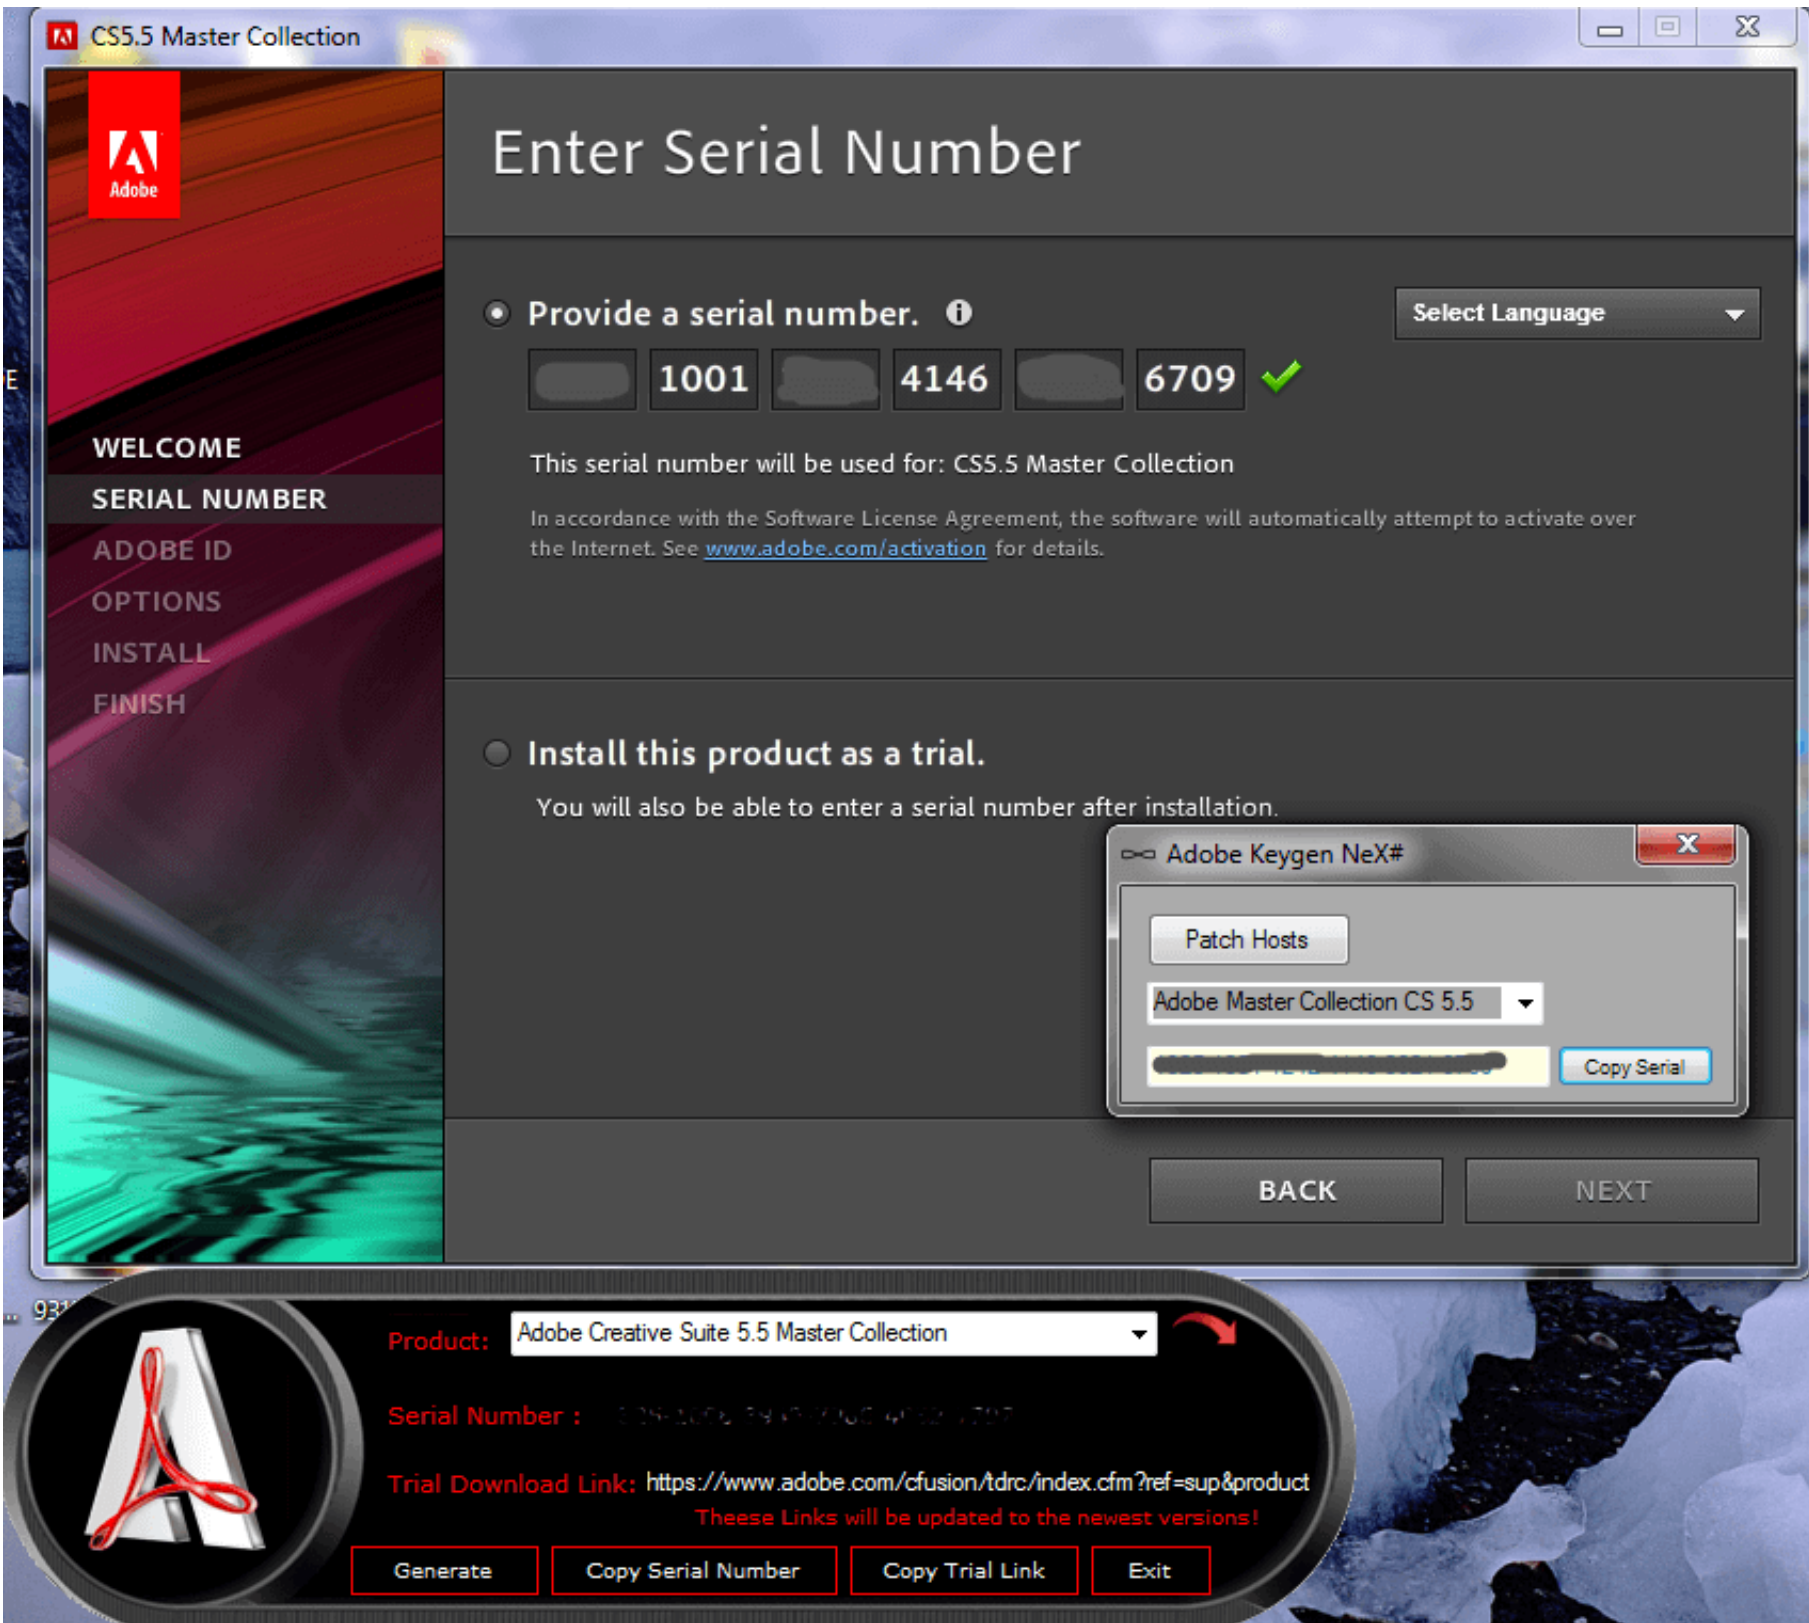 CS5.5 Master Collection
Adobe
Enter Serial Number
Provide a serial number.
Select Language
1001 4146 6709
This serial number will be used for: CS5.5 Master Collection
In accordance with the Software License Agreement, the software will automatically attempt to activate over
the Internet. See www.adobe.com/activation for details.
WELCOME
SERIAL NUMBER
ADOBE ID
OPTIONS
INSTALL
FINISH
Install this product as a trial.
You will also be able to enter a serial number after installation.
Adobe Keygen NeX#
Patch Hosts
Adobe Master Collection CS 5.5
Copy Serial
BACK
NEXT
Product: Adobe Creative Suite 5.5 Master Collection
Serial Number :
Trial Download Link: https://www.adobe.com/cfusion/tdrc/index.cfm?ref=sup&product
Theese Links will be updated to the newest versions!
Generate
Copy Serial Number
Copy Trial Link
Exit